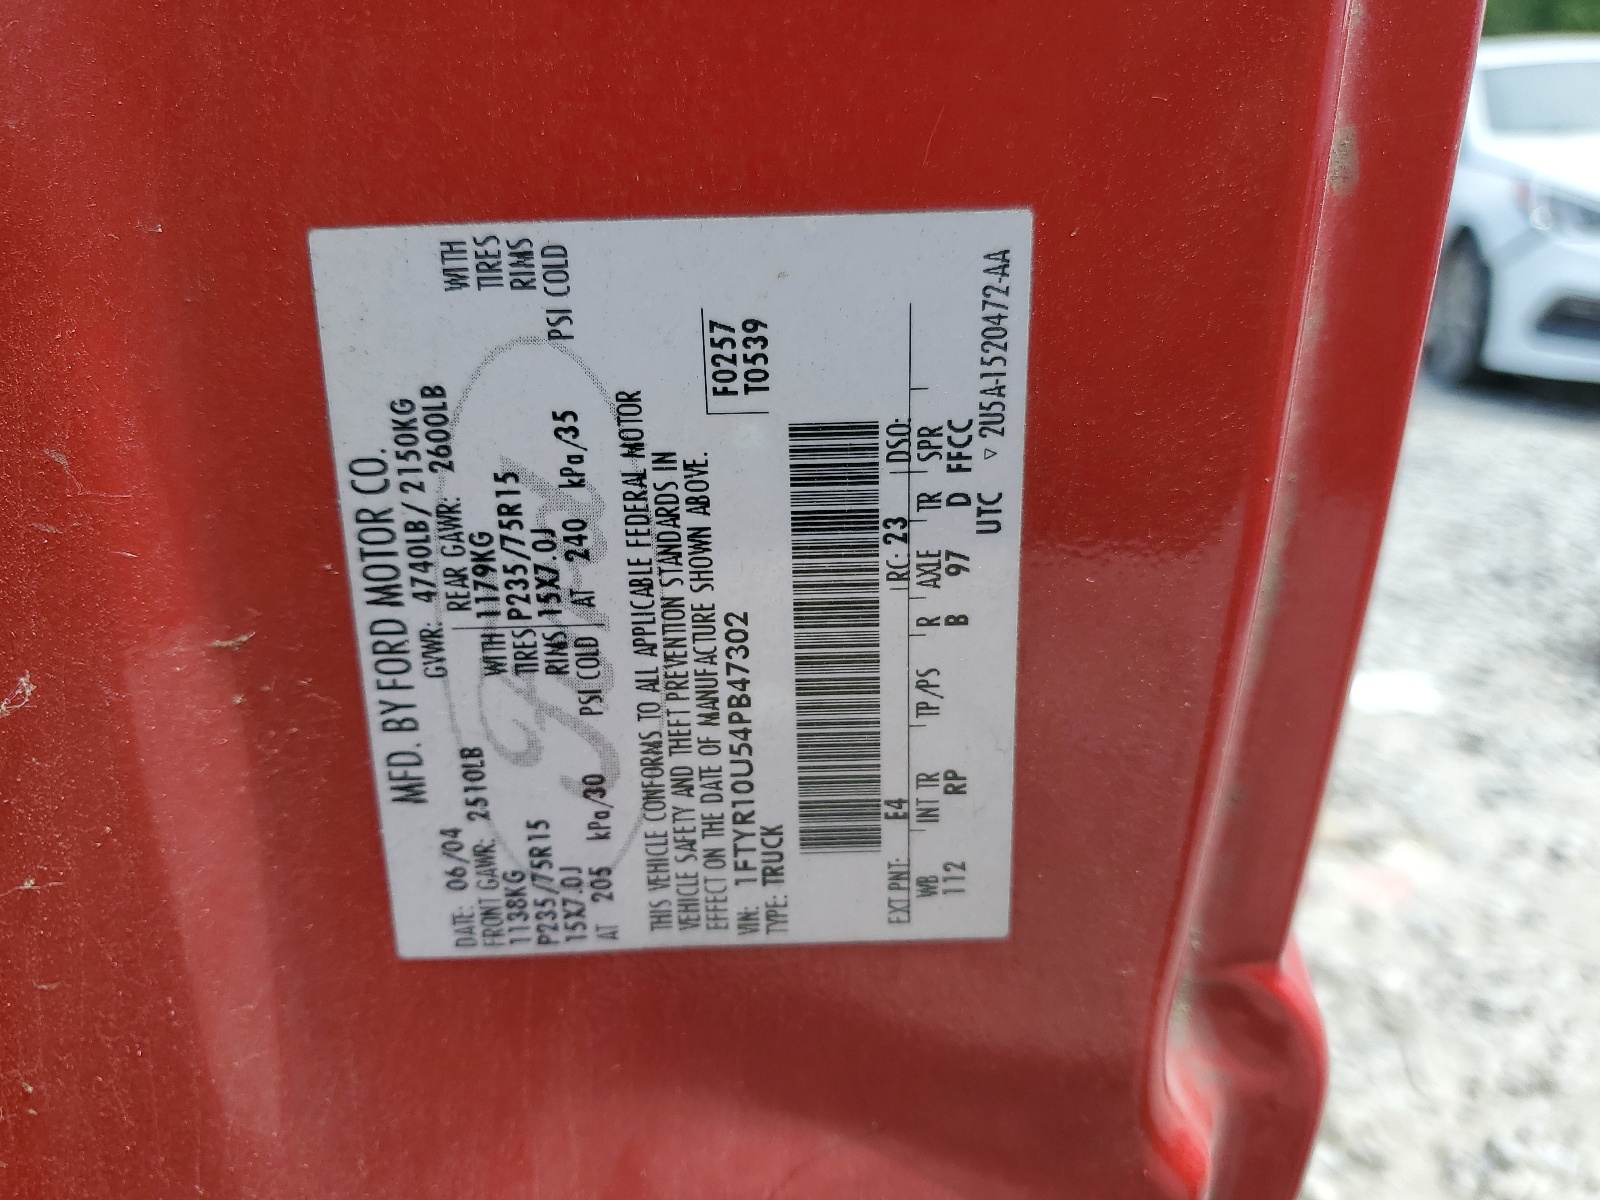 MFD. BY FORD MOTOR CO.
DATE: 06/04 GVWR: 4740LB/ 2150KG
FRONT GAWR: 2510LB REAR GAWR: 2600LB
1138KG WITH 1179KG WITH
P235/75R15 TIRES P235/75R15 TIRES
15X7.0J RIMS 15X7.0J RIMS
AT 205 kPa/30 PSI COLD AT 240 kPa/35 PSI COLD
Ford
THIS VEHICLE CONFORMS TO ALL APPLICABLE FEDERAL MOTOR
VEHICLE SAFETY AND THEFT PREVENTION STANDARDS IN
EFFECT ON THE DATE OF MANUFACTURE SHOWN ABOVE.
VIN: 1FTYR10U54PB47302 F0257
TYPE: TRUCK T0539
EXT PNT: E4 RC: 23 DSO:
WB INT TR TP/PS R AXLE TR SPR
112 RP B 97 D FFCC
UTC ▽ 2U5A-1520472-AA